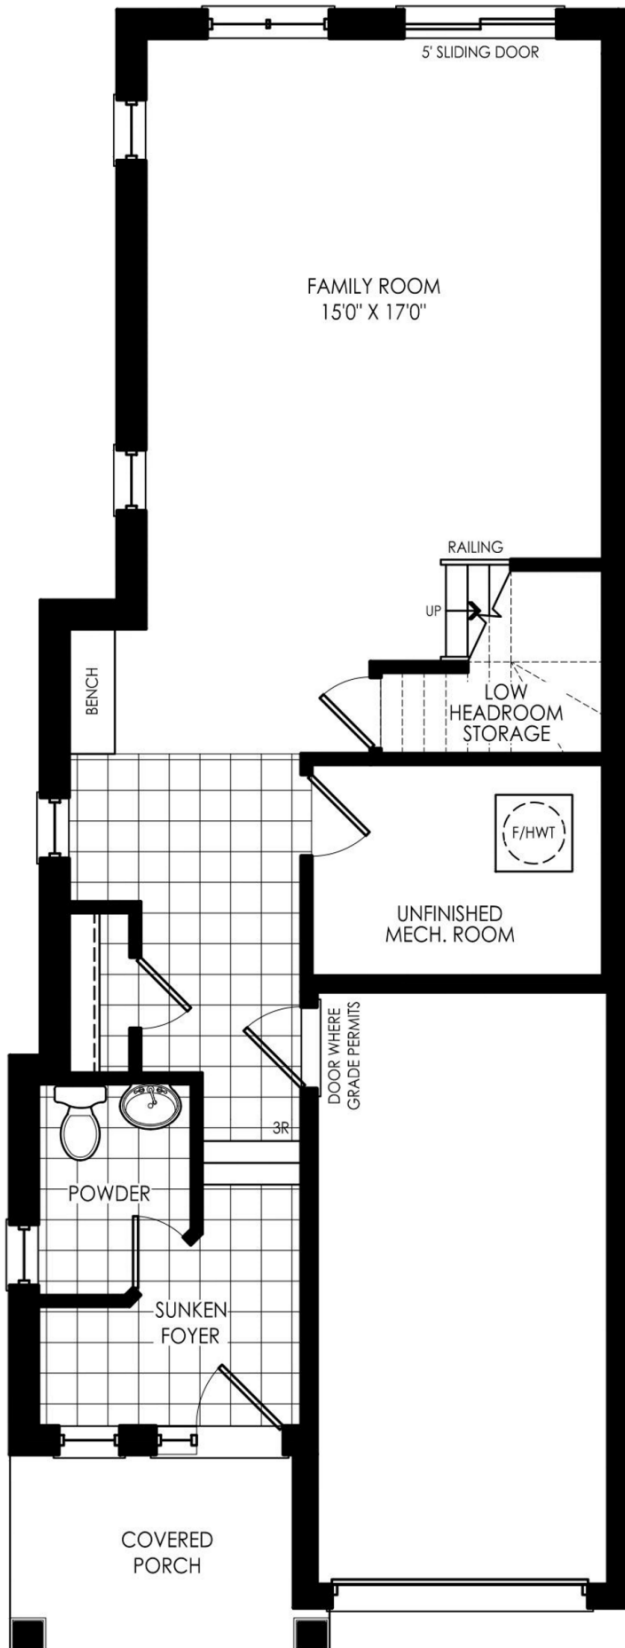 5' SLIDING DOOR
FAMILY ROOM
15'0" X 17'0"
RAILING
UP
BENCH
LOW
HEADROOM
STORAGE
F/HWT
UNFINISHED
MECH. ROOM
DOOR WHERE
GRADE PERMITS
3R
POWDER
SUNKEN
FOYER
COVERED
PORCH